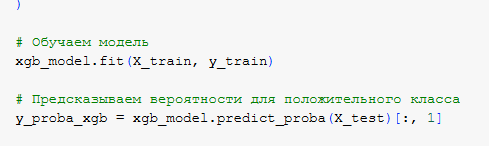 )
# Обучаем модель
xgb_model.fit(X_train, y_train)
# Предсказываем вероятности для положительного класса
y_proba_xgb = xgb_model.predict_proba(X_test)[:, 1]